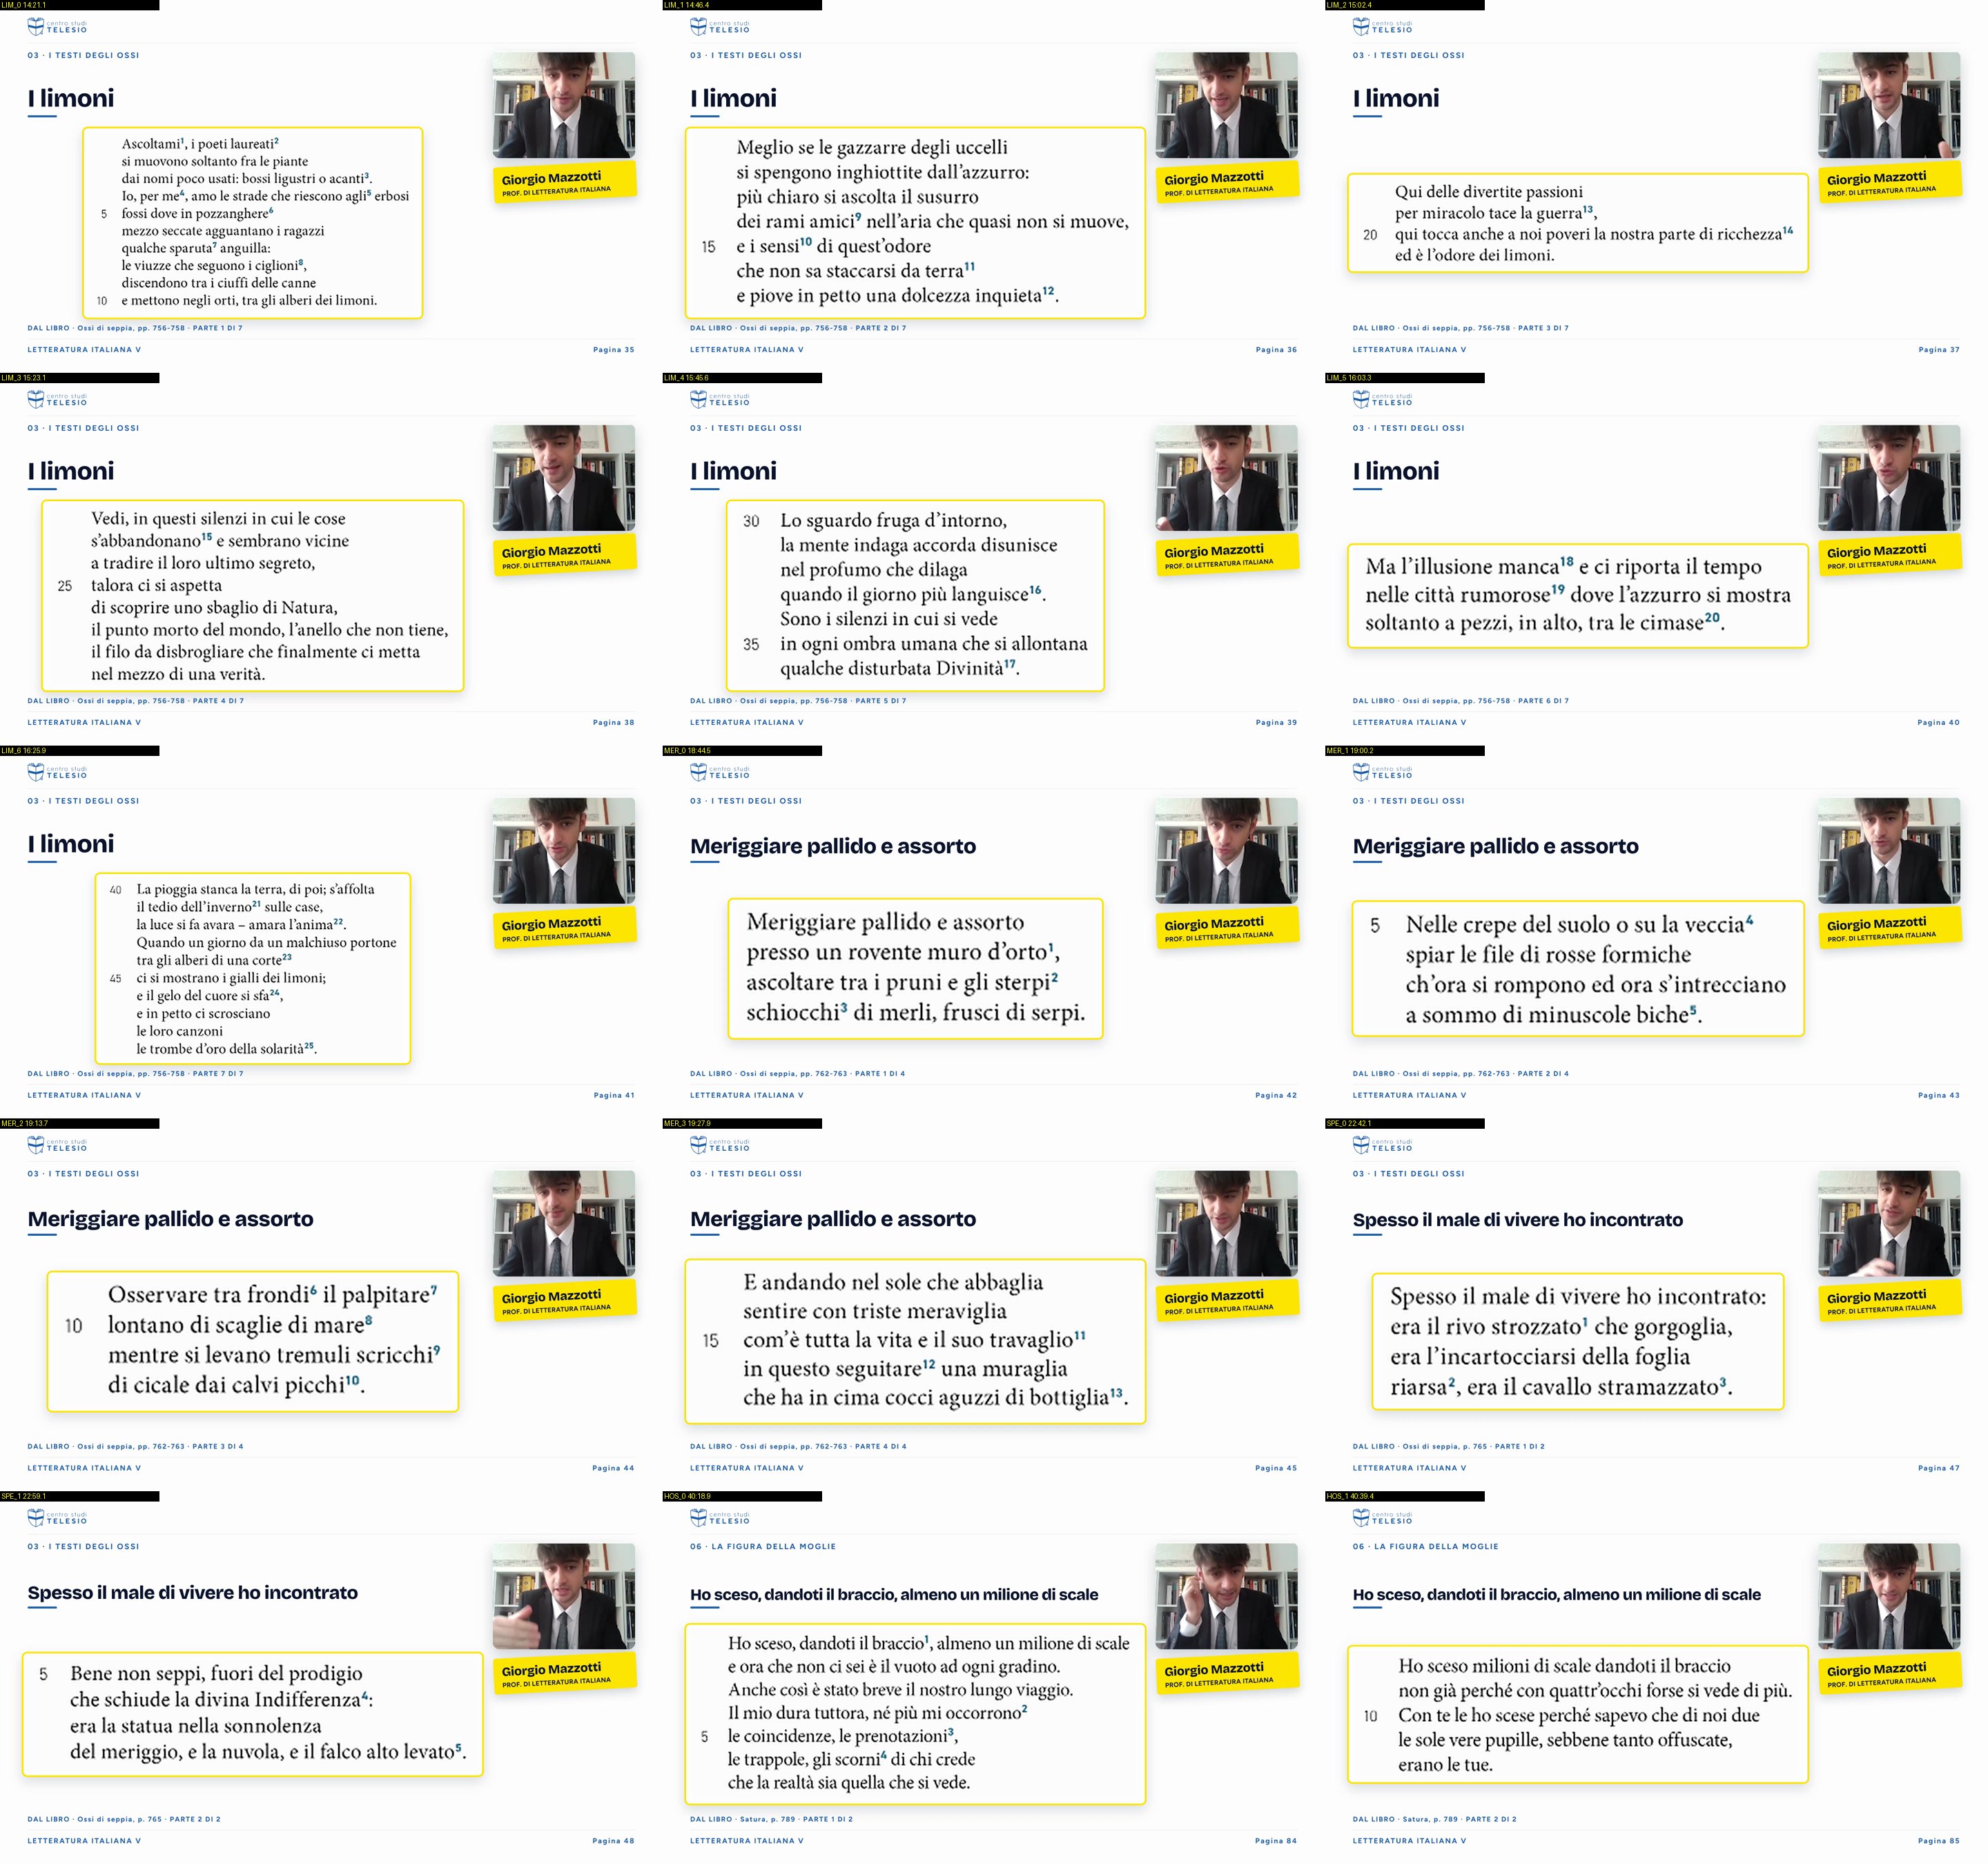 LIM_0 14:21.1
centro studi
TELESIO
03 · I TESTI DEGLI OSSI
I limoni
Ascoltami¹, i poeti laureati²
si muovono soltanto fra le piante
dai nomi poco usati: bossi ligustri o acanti³.
Io, per me⁴, amo le strade che riescono agli⁵ erbosi
5 fossi dove in pozzanghere⁶
mezzo seccate agguantano i ragazzi
qualche sparuta⁷ anguilla:
le viuzze che seguono i ciglioni⁸,
discendono tra i ciuffi delle canne
10 e mettono negli orti, tra gli alberi dei limoni.
Giorgio Mazzotti
PROF. DI LETTERATURA ITALIANA
DAL LIBRO · Ossi di seppia, pp. 756-758 · PARTE 1 DI 7
LETTERATURA ITALIANA V
Pagina 35
LIM_1 14:46.4
centro studi
TELESIO
03 · I TESTI DEGLI OSSI
I limoni
Meglio se le gazzarre degli uccelli
si spengono inghiottite dall'azzurro:
più chiaro si ascolta il susurro
dei rami amici⁹ nell'aria che quasi non si muove,
15 e i sensi¹⁰ di quest'odore
che non sa staccarsi da terra¹¹
e piove in petto una dolcezza inquieta¹².
Giorgio Mazzotti
PROF. DI LETTERATURA ITALIANA
DAL LIBRO · Ossi di seppia, pp. 756-758 · PARTE 2 DI 7
LETTERATURA ITALIANA V
Pagina 36
LIM_2 15:02.4
centro studi
TELESIO
03 · I TESTI DEGLI OSSI
I limoni
Qui delle divertite passioni
per miracolo tace la guerra¹³,
20 qui tocca anche a noi poveri la nostra parte di ricchezza¹⁴
ed è l'odore dei limoni.
Giorgio Mazzotti
PROF. DI LETTERATURA ITALIANA
DAL LIBRO · Ossi di seppia, pp. 756-758 · PARTE 3 DI 7
LETTERATURA ITALIANA V
Pagina 37
LIM_3 15:23.1
centro studi
TELESIO
03 · I TESTI DEGLI OSSI
I limoni
Vedi, in questi silenzi in cui le cose
s'abbandonano¹⁵ e sembrano vicine
a tradire il loro ultimo segreto,
25 talora ci si aspetta
di scoprire uno sbaglio di Natura,
il punto morto del mondo, l'anello che non tiene,
il filo da disbrogliare che finalmente ci metta
nel mezzo di una verità.
Giorgio Mazzotti
PROF. DI LETTERATURA ITALIANA
DAL LIBRO · Ossi di seppia, pp. 756-758 · PARTE 4 DI 7
LETTERATURA ITALIANA V
Pagina 38
LIM_4 15:45.6
centro studi
TELESIO
03 · I TESTI DEGLI OSSI
I limoni
30 Lo sguardo fruga d'intorno,
la mente indaga accorda disunisce
nel profumo che dilaga
quando il giorno più languisce¹⁶.
Sono i silenzi in cui si vede
35 in ogni ombra umana che si allontana
qualche disturbata Divinità¹⁷.
Giorgio Mazzotti
PROF. DI LETTERATURA ITALIANA
DAL LIBRO · Ossi di seppia, pp. 756-758 · PARTE 5 DI 7
LETTERATURA ITALIANA V
Pagina 39
LIM_5 16:03.3
centro studi
TELESIO
03 · I TESTI DEGLI OSSI
I limoni
Ma l'illusione manca¹⁸ e ci riporta il tempo
nelle città rumorose¹⁹ dove l'azzurro si mostra
soltanto a pezzi, in alto, tra le cimase²⁰.
Giorgio Mazzotti
PROF. DI LETTERATURA ITALIANA
DAL LIBRO · Ossi di seppia, pp. 756-758 · PARTE 6 DI 7
LETTERATURA ITALIANA V
Pagina 40
LIM_6 16:25.9
centro studi
TELESIO
03 · I TESTI DEGLI OSSI
I limoni
40 La pioggia stanca la terra, di poi; s'affolta
il tedio dell'inverno²¹ sulle case,
la luce si fa avara – amara l'anima²².
Quando un giorno da un malchiuso portone
tra gli alberi di una corte²³
45 ci si mostrano i gialli dei limoni;
e il gelo del cuore si sfa²⁴,
e in petto ci scrosciano
le loro canzoni
le trombe d'oro della solarità²⁵.
Giorgio Mazzotti
PROF. DI LETTERATURA ITALIANA
DAL LIBRO · Ossi di seppia, pp. 756-758 · PARTE 7 DI 7
LETTERATURA ITALIANA V
Pagina 41
MER_0 18:44.5
centro studi
TELESIO
03 · I TESTI DEGLI OSSI
Meriggiare pallido e assorto
Meriggiare pallido e assorto
presso un rovente muro d'orto¹,
ascoltare tra i pruni e gli sterpi²
schiocchi³ di merli, frusci di serpi.
Giorgio Mazzotti
PROF. DI LETTERATURA ITALIANA
DAL LIBRO · Ossi di seppia, pp. 762-763 · PARTE 1 DI 4
LETTERATURA ITALIANA V
Pagina 42
MER_1 19:00.2
centro studi
TELESIO
03 · I TESTI DEGLI OSSI
Meriggiare pallido e assorto
5 Nelle crepe del suolo o su la veccia⁴
spiar le file di rosse formiche
ch'ora si rompono ed ora s'intrecciano
a sommo di minuscole biche⁵.
Giorgio Mazzotti
PROF. DI LETTERATURA ITALIANA
DAL LIBRO · Ossi di seppia, pp. 762-763 · PARTE 2 DI 4
LETTERATURA ITALIANA V
Pagina 43
MER_2 19:13.7
centro studi
TELESIO
03 · I TESTI DEGLI OSSI
Meriggiare pallido e assorto
Osservare tra frondi⁶ il palpitare⁷
10 lontano di scaglie di mare⁸
mentre si levano tremuli scricchi⁹
di cicale dai calvi picchi¹⁰.
Giorgio Mazzotti
PROF. DI LETTERATURA ITALIANA
DAL LIBRO · Ossi di seppia, pp. 762-763 · PARTE 3 DI 4
LETTERATURA ITALIANA V
Pagina 44
MER_3 19:27.9
centro studi
TELESIO
03 · I TESTI DEGLI OSSI
Meriggiare pallido e assorto
E andando nel sole che abbaglia
sentire con triste meraviglia
15 com'è tutta la vita e il suo travaglio¹¹
in questo seguitare¹² una muraglia
che ha in cima cocci aguzzi di bottiglia¹³.
Giorgio Mazzotti
PROF. DI LETTERATURA ITALIANA
DAL LIBRO · Ossi di seppia, pp. 762-763 · PARTE 4 DI 4
LETTERATURA ITALIANA V
Pagina 45
SPE_0 22:42.1
centro studi
TELESIO
03 · I TESTI DEGLI OSSI
Spesso il male di vivere ho incontrato
Spesso il male di vivere ho incontrato:
era il rivo strozzato¹ che gorgoglia,
era l'incartocciarsi della foglia
riarsa², era il cavallo stramazzato³.
Giorgio Mazzotti
PROF. DI LETTERATURA ITALIANA
DAL LIBRO · Ossi di seppia, p. 765 · PARTE 1 DI 2
LETTERATURA ITALIANA V
Pagina 47
SPE_1 22:59.1
centro studi
TELESIO
03 · I TESTI DEGLI OSSI
Spesso il male di vivere ho incontrato
5 Bene non seppi, fuori del prodigio
che schiude la divina Indifferenza⁴:
era la statua nella sonnolenza
del meriggio, e la nuvola, e il falco alto levato⁵.
Giorgio Mazzotti
PROF. DI LETTERATURA ITALIANA
DAL LIBRO · Ossi di seppia, p. 765 · PARTE 2 DI 2
LETTERATURA ITALIANA V
Pagina 48
HOS_0 40:18.9
centro studi
TELESIO
06 · LA FIGURA DELLA MOGLIE
Ho sceso, dandoti il braccio, almeno un milione di scale
Ho sceso, dandoti il braccio¹, almeno un milione di scale
e ora che non ci sei è il vuoto ad ogni gradino.
Anche così è stato breve il nostro lungo viaggio.
Il mio dura tuttora, né più mi occorrono²
5 le coincidenze, le prenotazioni³,
le trappole, gli scorni⁴ di chi crede
che la realtà sia quella che si vede.
Giorgio Mazzotti
PROF. DI LETTERATURA ITALIANA
DAL LIBRO · Satura, p. 789 · PARTE 1 DI 2
LETTERATURA ITALIANA V
Pagina 84
HOS_1 40:39.4
centro studi
TELESIO
06 · LA FIGURA DELLA MOGLIE
Ho sceso, dandoti il braccio, almeno un milione di scale
Ho sceso milioni di scale dandoti il braccio
non già perché con quattr'occhi forse si vede di più.
10 Con te le ho scese perché sapevo che di noi due
le sole vere pupille, sebbene tanto offuscate,
erano le tue.
Giorgio Mazzotti
PROF. DI LETTERATURA ITALIANA
DAL LIBRO · Satura, p. 789 · PARTE 2 DI 2
LETTERATURA ITALIANA V
Pagina 85